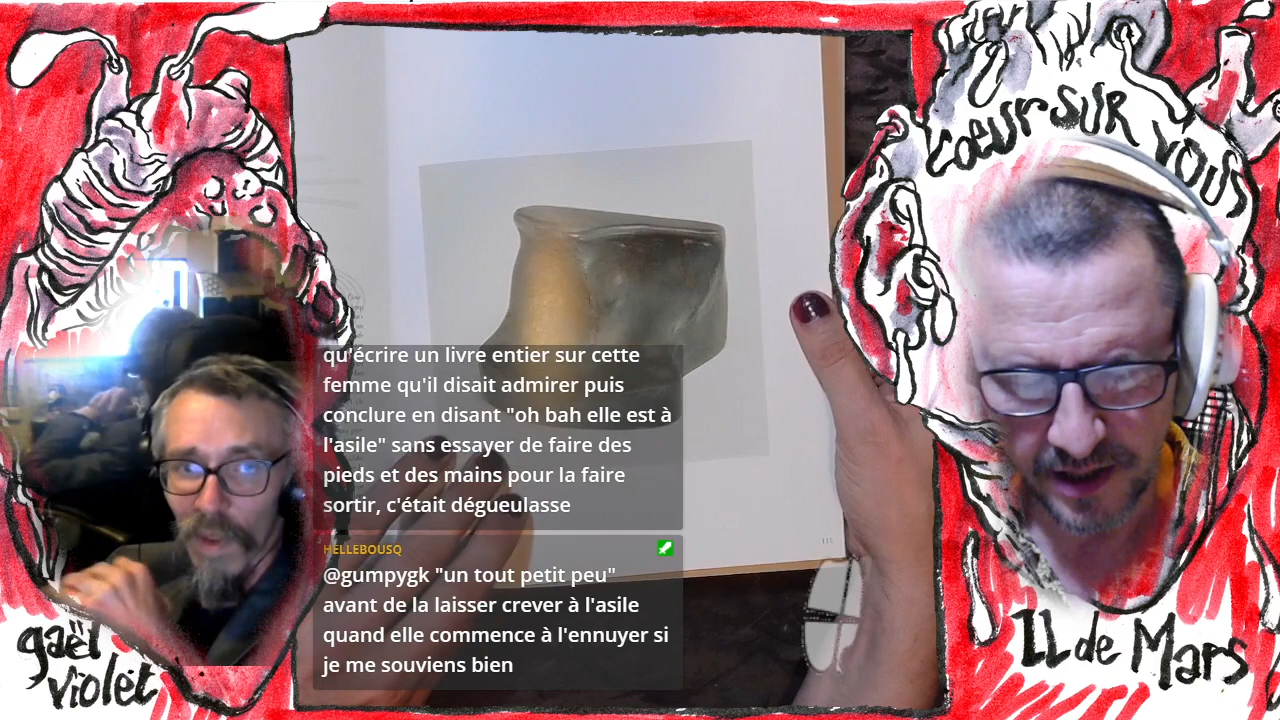 cœur sur vous
qu'écrire un livre entier sur cette
femme qu'il disait admirer puis
conclure en disant "oh bah elle est à
l'asile" sans essayer de faire des
pieds et des mains pour la faire
sortir, c'était dégueulasse
HELLEBOUSQ
@gumpygk "un tout petit peu"
avant de la laisser crever à l'asile
quand elle commence à l'ennuyer si
je me souviens bien
gaël
violet
LL de Mars